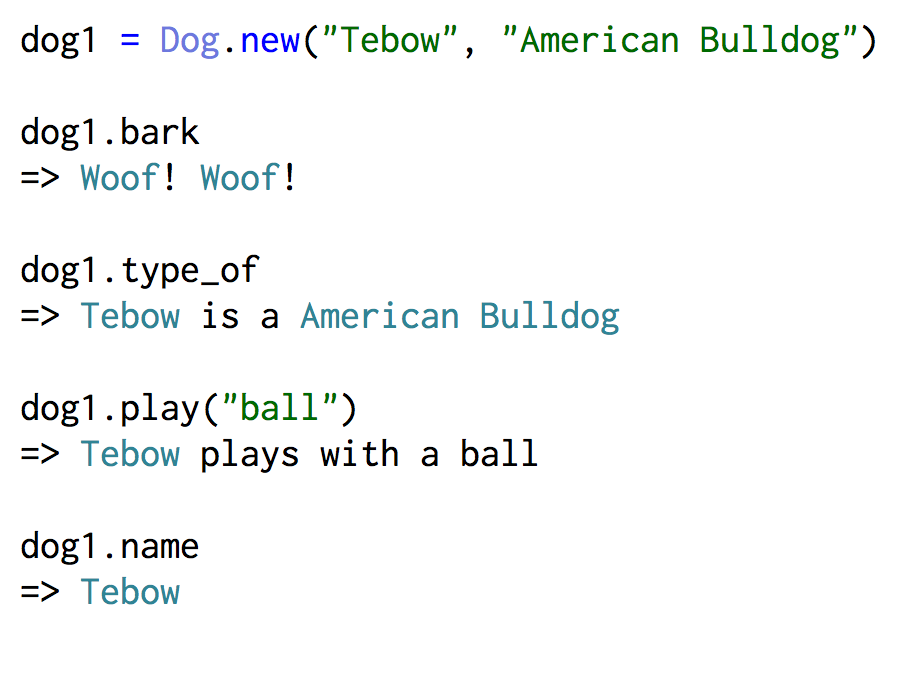 dog1 = Dog.new("Tebow", "American Bulldog")
dog1.bark
=> Woof! Woof!
dog1.type_of
=> Tebow is a American Bulldog
dog1.play("ball")
=> Tebow plays with a ball
dog1.name
=> Tebow